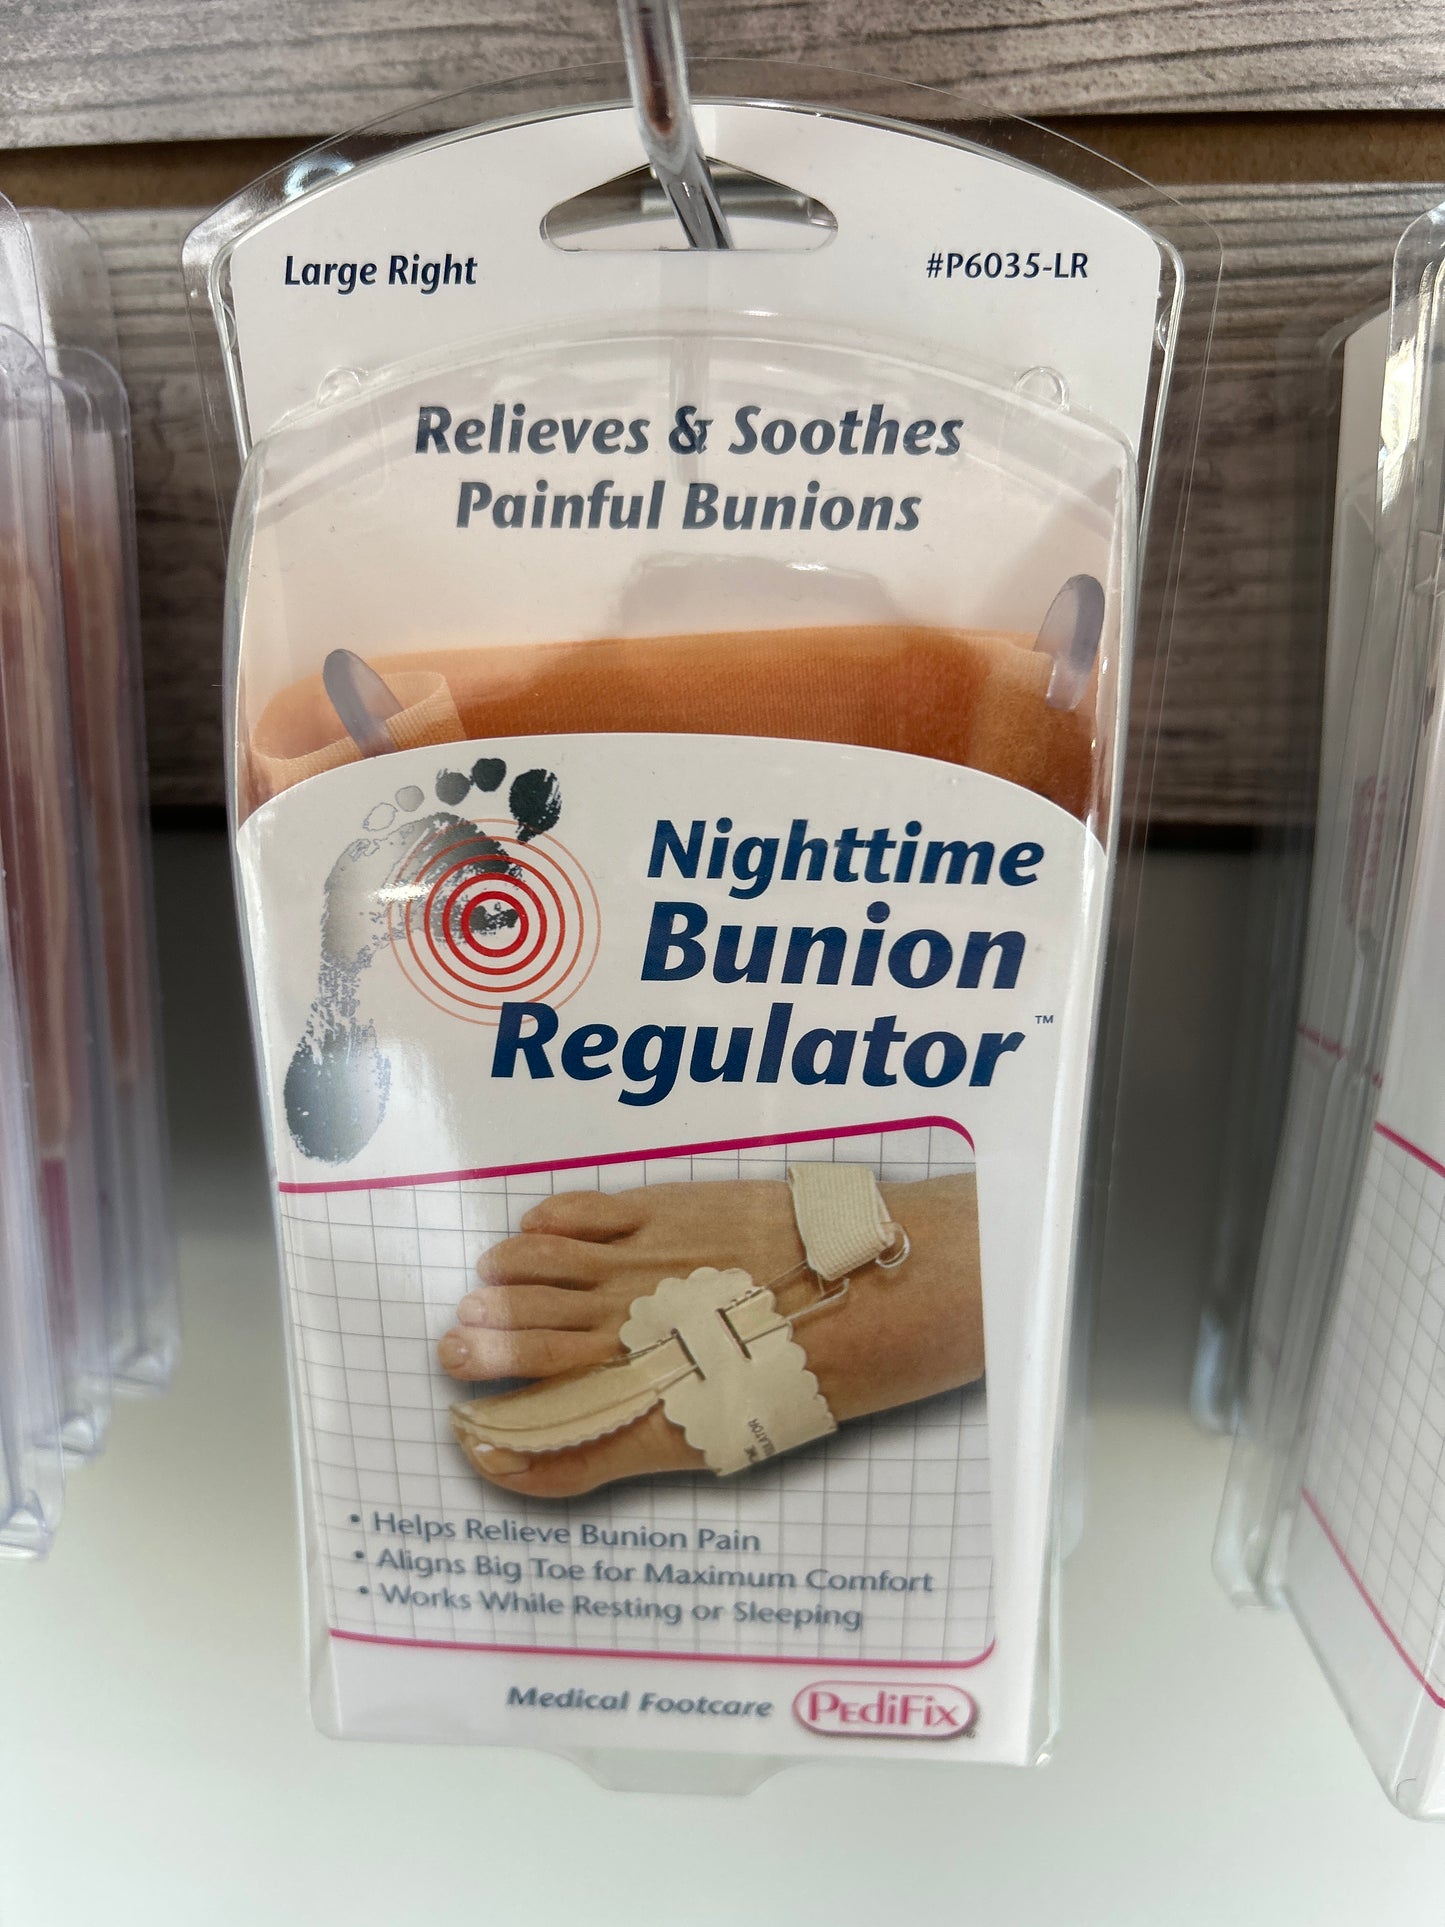 Large Right
#P6035-LR
Relieves & Soothes
Painful Bunions
Nighttime
Bunion
Regulator™
• Helps Relieve Bunion Pain
• Aligns Big Toe for Maximum Comfort
• Works While Resting or Sleeping
Medical Footcare
PediFix®